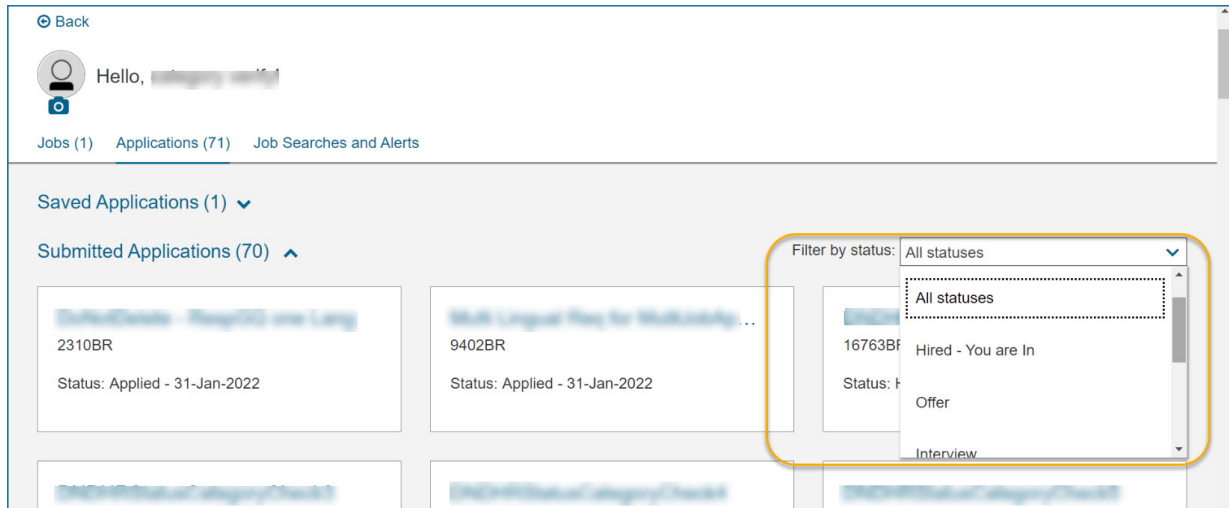 Back
Hello,
Jobs (1) Applications (71) Job Searches and Alerts
Saved Applications (1)
Submitted Applications (70)
Filter by status: All statuses
All statuses
Hired - You are In
Offer
Interview
2310BR
Status: Applied - 31-Jan-2022
9402BR
Status: Applied - 31-Jan-2022
Status: